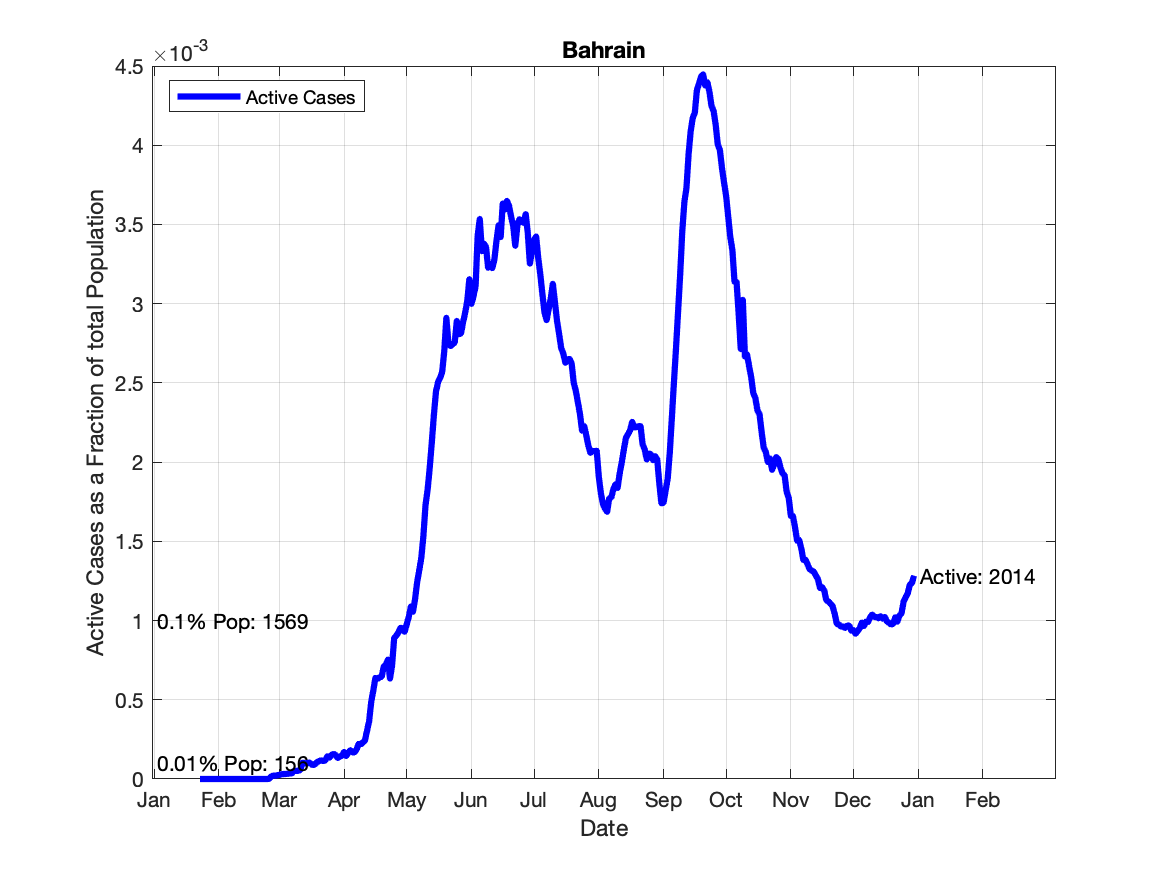 Bahrain
×10-3
4.5
4
3.5
3
2.5
2
1.5
1
0.5
0
Active Cases as a Fraction of total Population
Active Cases
Active: 2014
0.1% Pop: 1569
0.01% Pop: 156
Jan Feb Mar Apr May Jun Jul Aug Sep Oct Nov Dec Jan Feb
Date